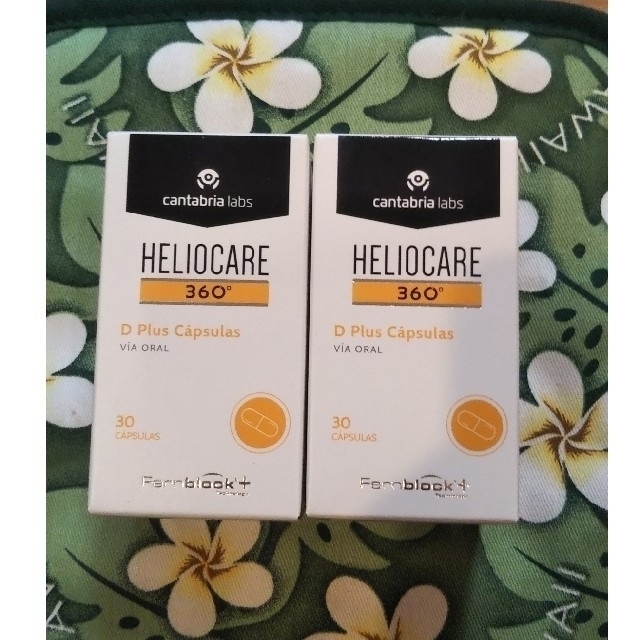 cantabria labs
HELIOCARE
360°
D Plus Cápsulas
VÍA ORAL
30
CÁPSULAS
Fernblock+
cantabria labs
HELIOCARE
360°
D Plus Cápsulas
VÍA ORAL
30
CÁPSULAS
Fernblock+
HAWAII